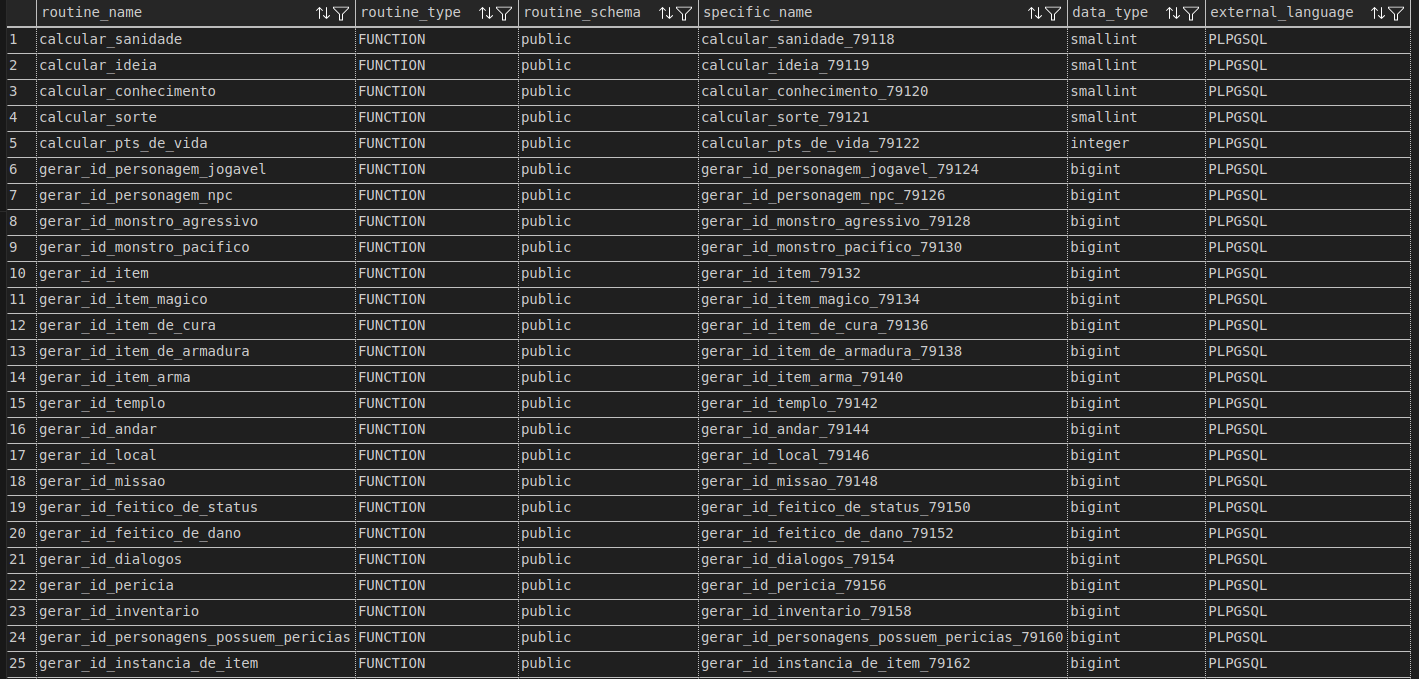 routine_name routine_type routine_schema specific_name data_type external_language
1 calcular_sanidade FUNCTION public calcular_sanidade_79118 smallint PLPGSQL
2 calcular_ideia FUNCTION public calcular_ideia_79119 smallint PLPGSQL
3 calcular_conhecimento FUNCTION public calcular_conhecimento_79120 smallint PLPGSQL
4 calcular_sorte FUNCTION public calcular_sorte_79121 smallint PLPGSQL
5 calcular_pts_de_vida FUNCTION public calcular_pts_de_vida_79122 integer PLPGSQL
6 gerar_id_personagem_jogavel FUNCTION public gerar_id_personagem_jogavel_79124 bigint PLPGSQL
7 gerar_id_personagem_npc FUNCTION public gerar_id_personagem_npc_79126 bigint PLPGSQL
8 gerar_id_monstro_agressivo FUNCTION public gerar_id_monstro_agressivo_79128 bigint PLPGSQL
9 gerar_id_monstro_pacifico FUNCTION public gerar_id_monstro_pacifico_79130 bigint PLPGSQL
10 gerar_id_item FUNCTION public gerar_id_item_79132 bigint PLPGSQL
11 gerar_id_item_magico FUNCTION public gerar_id_item_magico_79134 bigint PLPGSQL
12 gerar_id_item_de_cura FUNCTION public gerar_id_item_de_cura_79136 bigint PLPGSQL
13 gerar_id_item_de_armadura FUNCTION public gerar_id_item_de_armadura_79138 bigint PLPGSQL
14 gerar_id_item_arma FUNCTION public gerar_id_item_arma_79140 bigint PLPGSQL
15 gerar_id_templo FUNCTION public gerar_id_templo_79142 bigint PLPGSQL
16 gerar_id_andar FUNCTION public gerar_id_andar_79144 bigint PLPGSQL
17 gerar_id_local FUNCTION public gerar_id_local_79146 bigint PLPGSQL
18 gerar_id_missao FUNCTION public gerar_id_missao_79148 bigint PLPGSQL
19 gerar_id_feitico_de_status FUNCTION public gerar_id_feitico_de_status_79150 bigint PLPGSQL
20 gerar_id_feitico_de_dano FUNCTION public gerar_id_feitico_de_dano_79152 bigint PLPGSQL
21 gerar_id_dialogos FUNCTION public gerar_id_dialogos_79154 bigint PLPGSQL
22 gerar_id_pericia FUNCTION public gerar_id_pericia_79156 bigint PLPGSQL
23 gerar_id_inventario FUNCTION public gerar_id_inventario_79158 bigint PLPGSQL
24 gerar_id_personagens_possuem_pericias FUNCTION public gerar_id_personagens_possuem_pericias_79160 bigint PLPGSQL
25 gerar_id_instancia_de_item FUNCTION public gerar_id_instancia_de_item_79162 bigint PLPGSQL